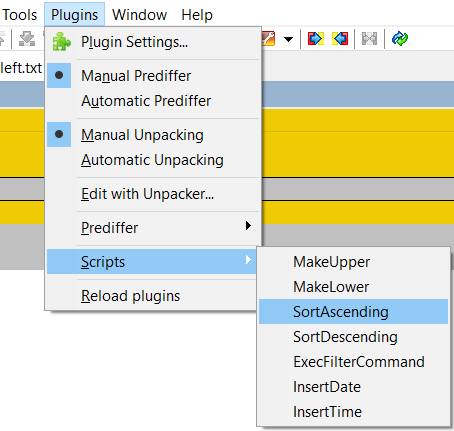 Tools Plugins Window Help
left.txt
Plugin Settings...
Manual Prediffer
Automatic Prediffer
Manual Unpacking
Automatic Unpacking
Edit with Unpacker...
Prediffer
Scripts
Reload plugins
MakeUpper
MakeLower
SortAscending
SortDescending
ExecFilterCommand
InsertDate
InsertTime